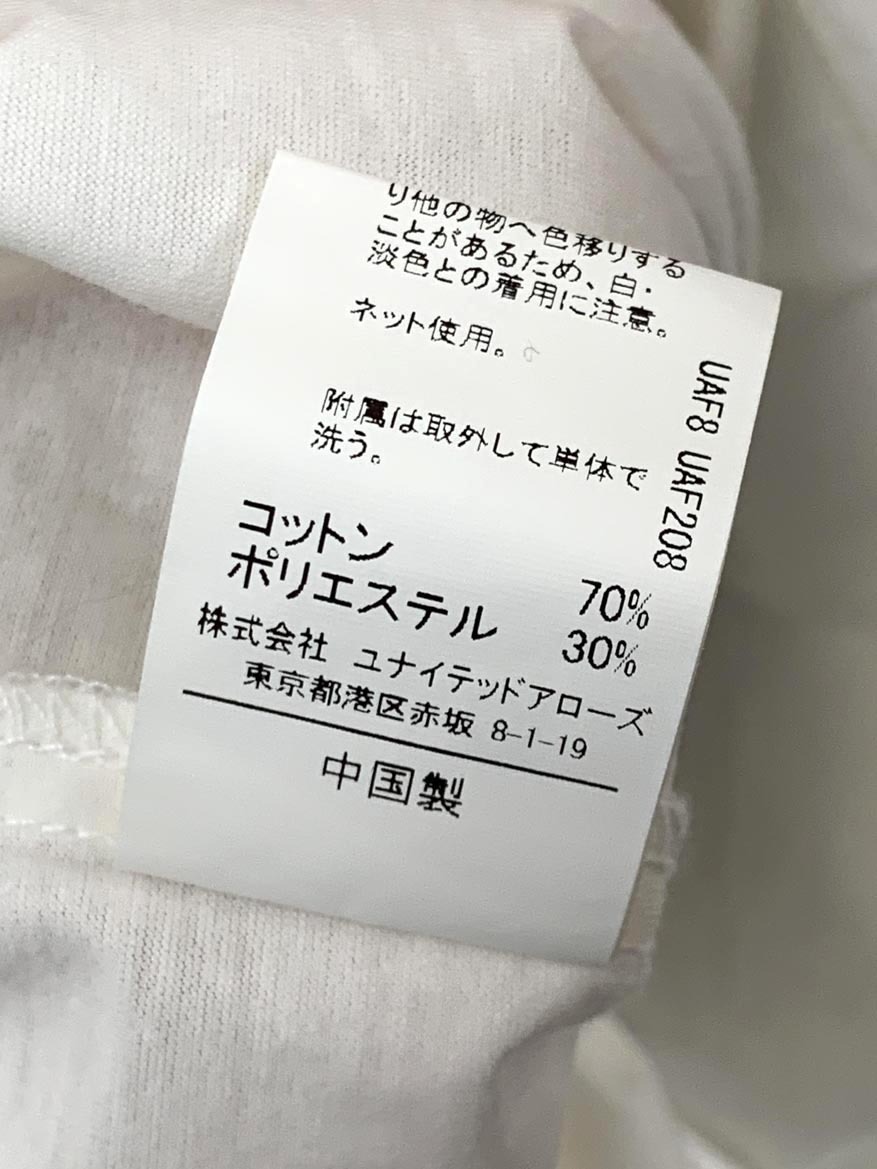 り他の物へ色移りする
ことがあるため、白・
淡色との着用に注意。
ネット使用。
附属は取外して単体で
洗う。
UAF8 UAF208
コットン 70%
ポリエステル 30%
株式会社 ユナイテッドアローズ
東京都港区赤坂 8-1-19
中国製